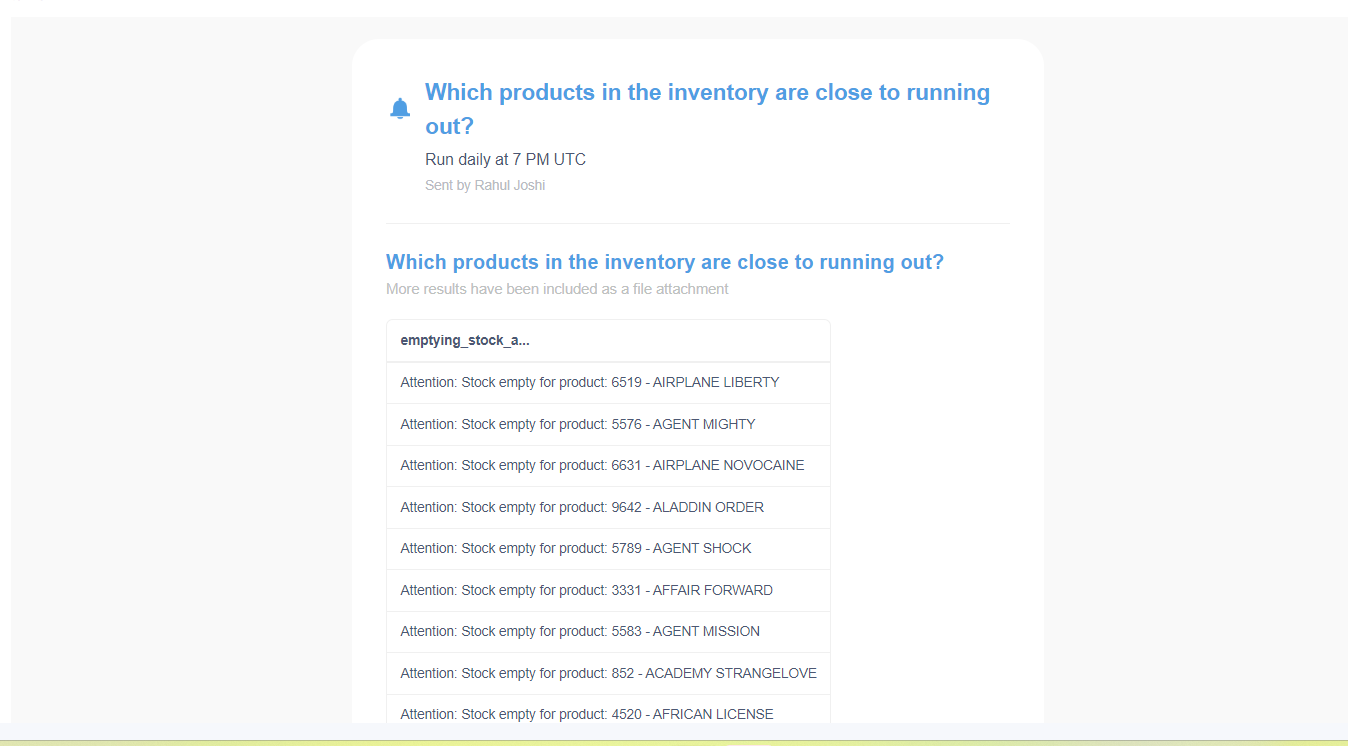 Which products in the inventory are close to running
out?
Run daily at 7 PM UTC
Sent by Rahul Joshi
Which products in the inventory are close to running out?
More results have been included as a file attachment
emptying_stock_a...
Attention: Stock empty for product: 6519 - AIRPLANE LIBERTY
Attention: Stock empty for product: 5576 - AGENT MIGHTY
Attention: Stock empty for product: 6631 - AIRPLANE NOVOCAINE
Attention: Stock empty for product: 9642 - ALADDIN ORDER
Attention: Stock empty for product: 5789 - AGENT SHOCK
Attention: Stock empty for product: 3331 - AFFAIR FORWARD
Attention: Stock empty for product: 5583 - AGENT MISSION
Attention: Stock empty for product: 852 - ACADEMY STRANGELOVE
Attention: Stock empty for product: 4520 - AFRICAN LICENSE